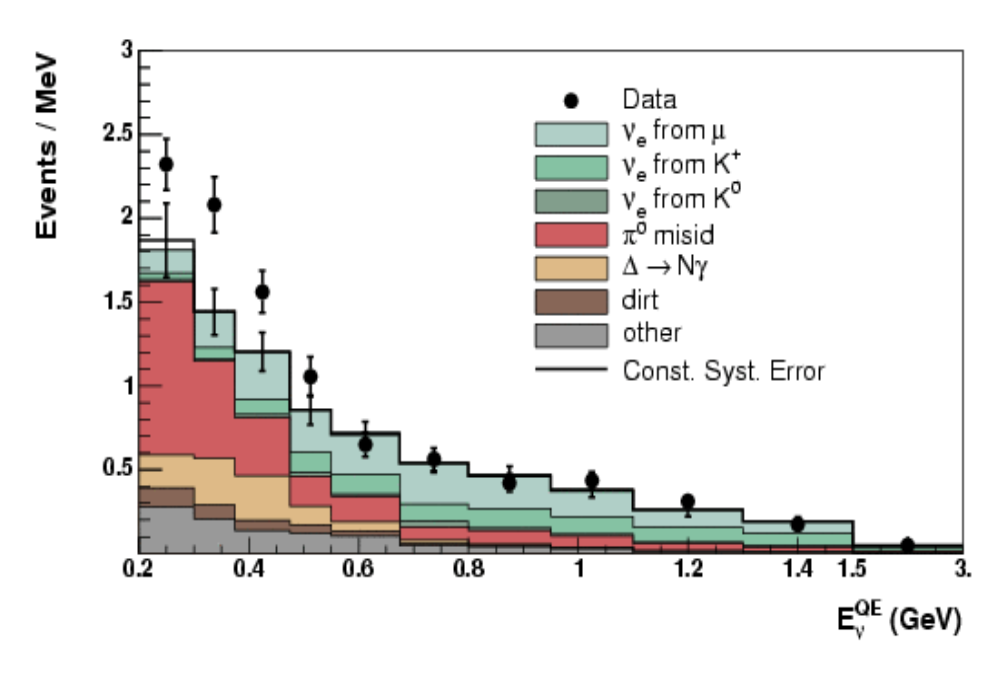 Events / MeV
3
2.5
2
1.5
1
0.5
Data
νe from μ
νe from K⁺
νe from K⁰
π⁰ misid
Δ → Nγ
dirt
other
Const. Syst. Error
0.2 0.4 0.6 0.8 1 1.2 1.4 1.5 3.
EνQE (GeV)